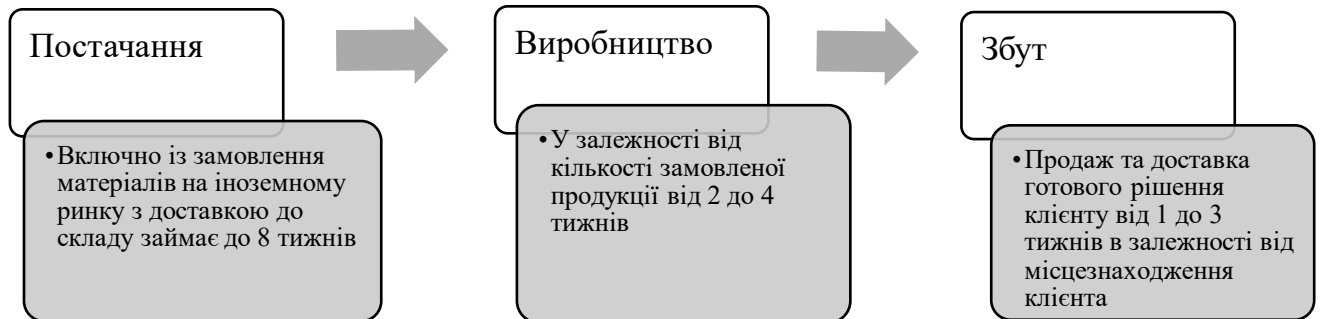 Постачання
•Включно із замовлення
матеріалів на іноземному
ринку з доставкою до
складу займає до 8 тижнів
Виробництво
•У залежності від
кількості замовленої
продукції від 2 до 4
тижнів
Збут
•Продаж та доставка
готового рішення
клієнту від 1 до 3
тижнів в залежності від
місцезнаходження
клієнта